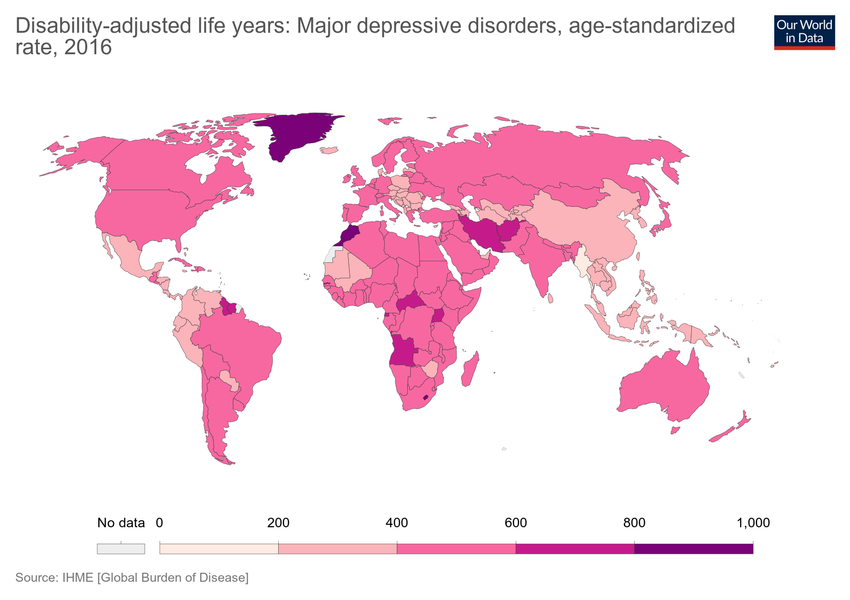 Disability-adjusted life years: Major depressive disorders, age-standardized
rate, 2016
Our World
in Data
No data 0 200 400 600 800 1,000
Source: IHME [Global Burden of Disease]